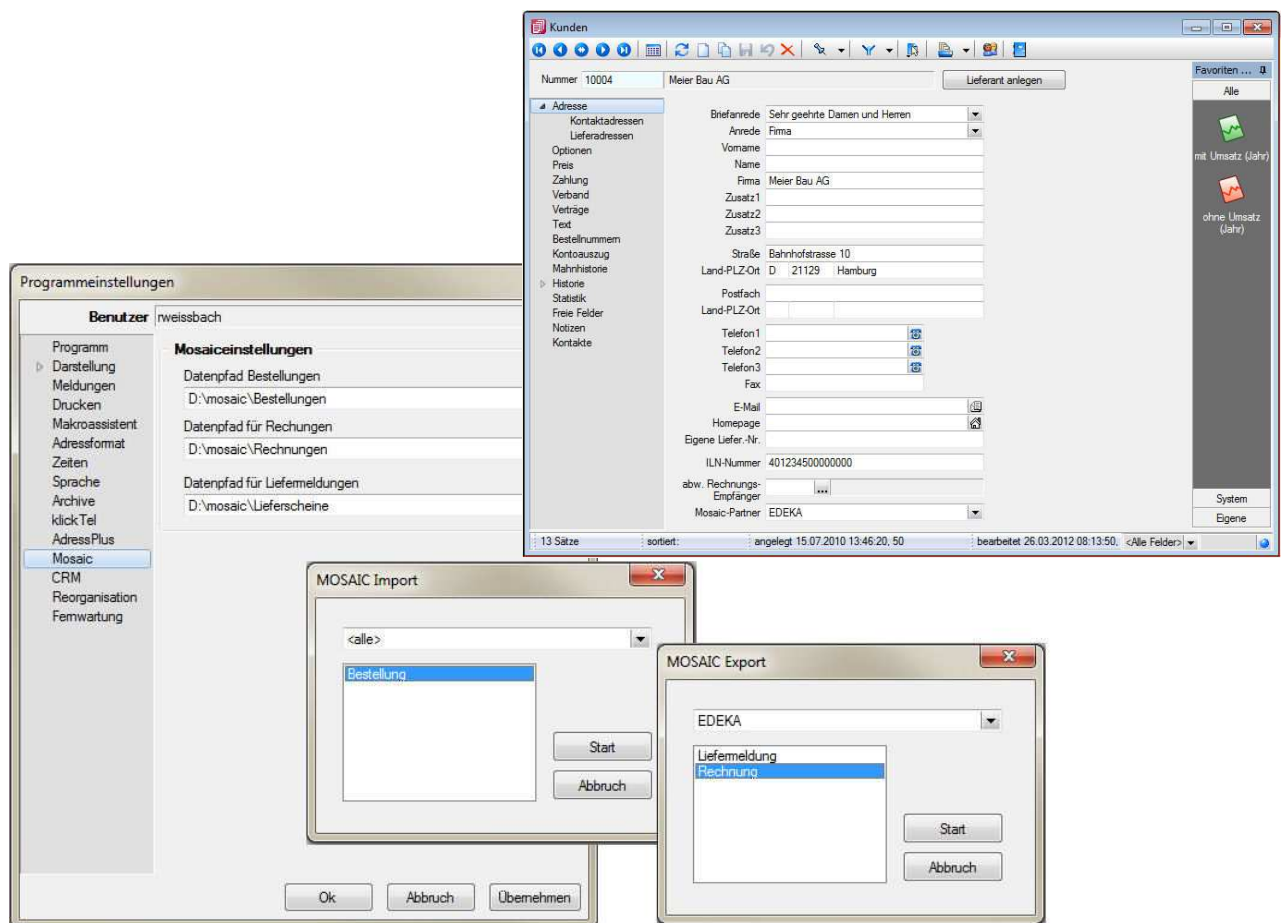 Kunden
Nummer 10004 Meier Bau AG Lieferant anlegen
Favoriten ...
Alle
mit Umsatz (Jahr)
ohne Umsatz
(Jahr)
System
Eigene
Adresse
Kontaktadressen
Lieferadressen
Optionen
Preis
Zahlung
Verband
Verträge
Text
Bestellnummern
Kontoauszug
Mahnhistorie
Historie
Statistik
Freie Felder
Notizen
Kontakte
Briefanrede Sehr geehrte Damen und Herren
Anrede Firma
Vorname
Name
Firma Meier Bau AG
Zusatz1
Zusatz2
Zusatz3
Straße Bahnhofstrasse 10
Land-PLZ-Ort D 21129 Hamburg
Postfach
Land-PLZ-Ort
Telefon1
Telefon2
Telefon3
Fax
E-Mail
Homepage
Eigene Liefer.-Nr.
ILN-Nummer 401234500000000
abw. Rechnungs-
Empfänger ...
Mosaic-Partner EDEKA
13 Sätze sortiert: angelegt 15.07.2010 13:46:20, 50 bearbeitet 26.03.2012 08:13:50, <Alle Felder>
Programmeinstellungen
Benutzer rweissbach
Programm
Darstellung
Meldungen
Drucken
Makroassistent
Adressformat
Zeiten
Sprache
Archive
klickTel
AdressPlus
Mosaic
CRM
Reorganisation
Fernwartung
Mosaiceinstellungen
Datenpfad Bestellungen
D:\mosaic\Bestellungen
Datenpfad für Rechungen
D:\mosaic\Rechnungen
Datenpfad für Liefermeldungen
D:\mosaic\Lieferscheine
Ok Abbruch Übernehmen
MOSAIC Import
<alle>
Bestellung
Start
Abbruch
MOSAIC Export
EDEKA
Liefermeldung
Rechnung
Start
Abbruch